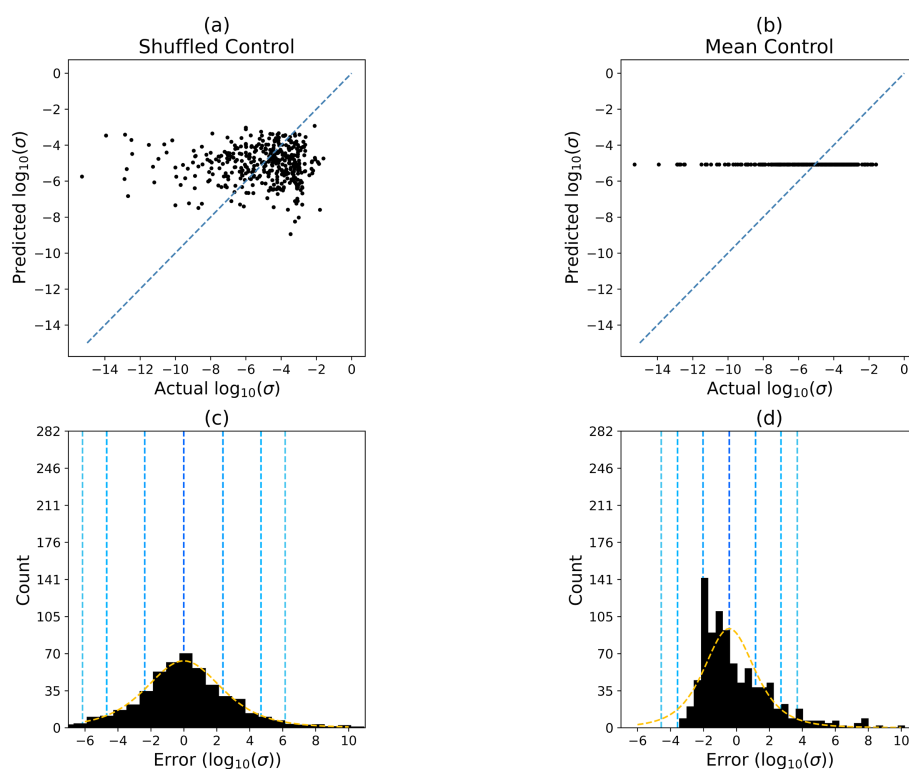 (a)
Shuffled Control
0
−2
−4
−6
−8
−10
−12
−14
Predicted log₁₀(σ)
−14 −12 −10 −8 −6 −4 −2 0
Actual log₁₀(σ)
(b)
Mean Control
0
−2
−4
−6
−8
−10
−12
−14
Predicted log₁₀(σ)
−14 −12 −10 −8 −6 −4 −2 0
Actual log₁₀(σ)
(c)
282
246
211
176
141
105
70
35
0
Count
−6 −4 −2 0 2 4 6 8 10
Error (log₁₀(σ))
(d)
282
246
211
176
141
105
70
35
0
Count
−6 −4 −2 0 2 4 6 8 10
Error (log₁₀(σ))